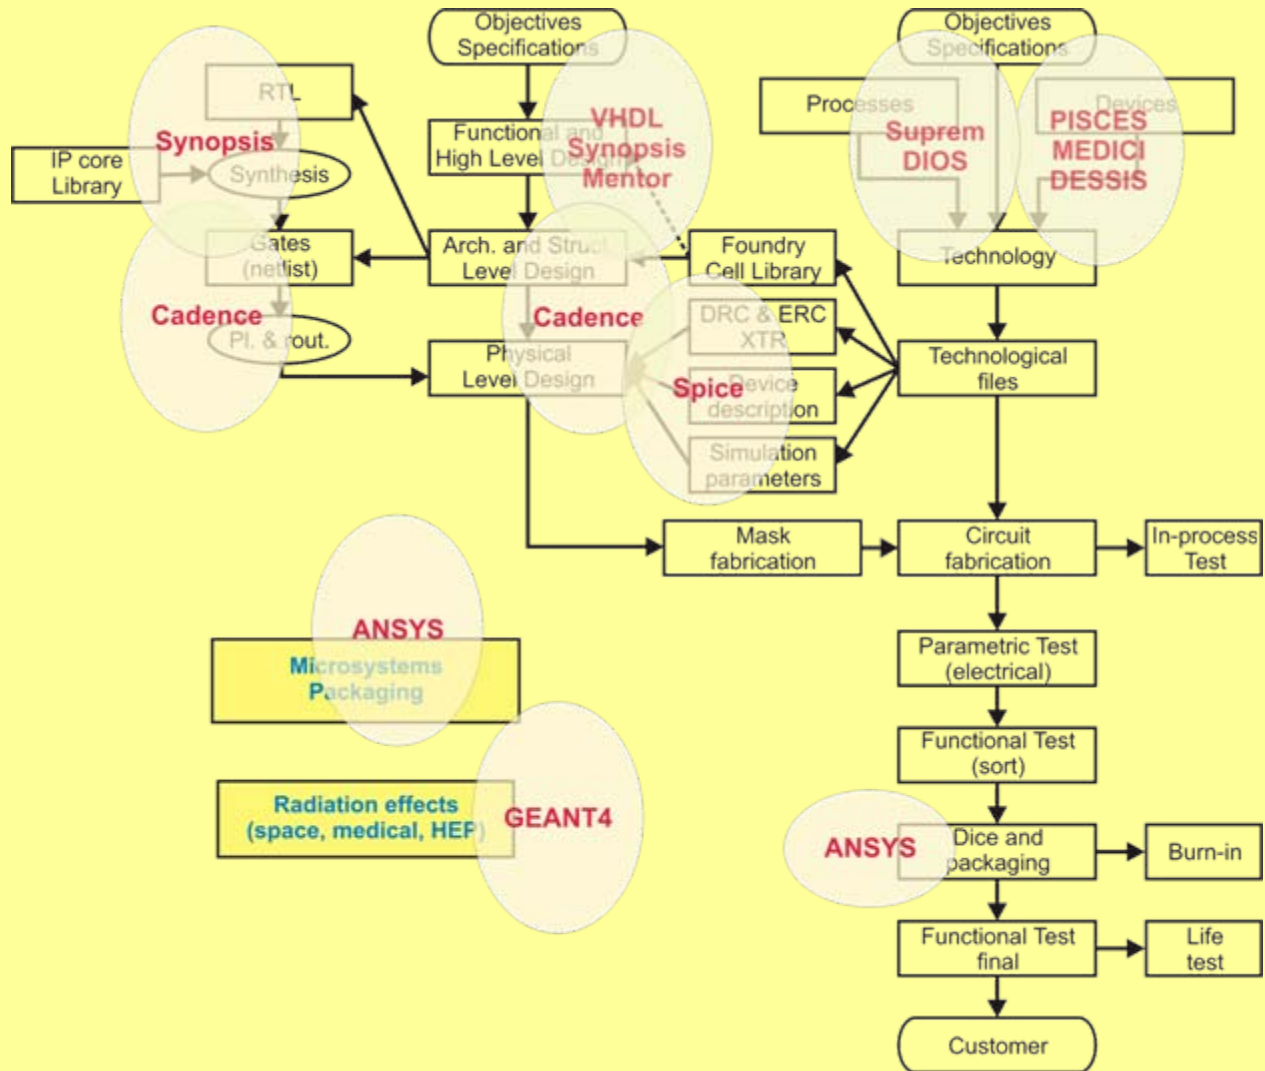 Objectives
Specifications
Objectives
Specifications
RTL
Processes
Devices
Synopsis
VHDL
Synopsis
Mentor
Functional and
High Level Design
Suprem
DIOS
PISCES
MEDICI
DESSIS
IP core
Library
Synthesis
Gates
(netlist)
Arch. and Struct.
Level Design
Foundry
Cell Library
Technology
Cadence
Cadence
DRC & ERC
XTR
Pl. & rout.
Physical
Level Design
Technological
files
Spice
Device
description
Simulation
parameters
Mask
fabrication
Circuit
fabrication
In-process
Test
ANSYS
Microsystems
Packaging
Parametric Test
(electrical)
Functional Test
(sort)
Radiation effects
(space, medical, HEP)
GEANT4
ANSYS
Dice and
packaging
Burn-in
Functional Test
final
Life
test
Customer